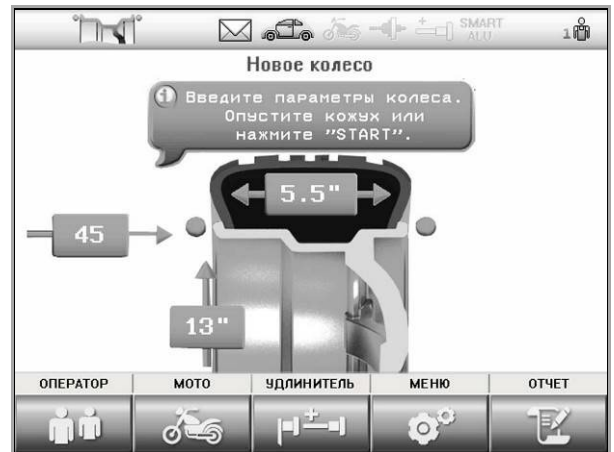 SMART
ALU
1
Новое колесо
i Введите параметры колеса.
Опустите кожух или
нажмите "START".
5.5"
45
13"
ОПЕРАТОР МОТО УДЛИНИТЕЛЬ МЕНЮ ОТЧЕТ